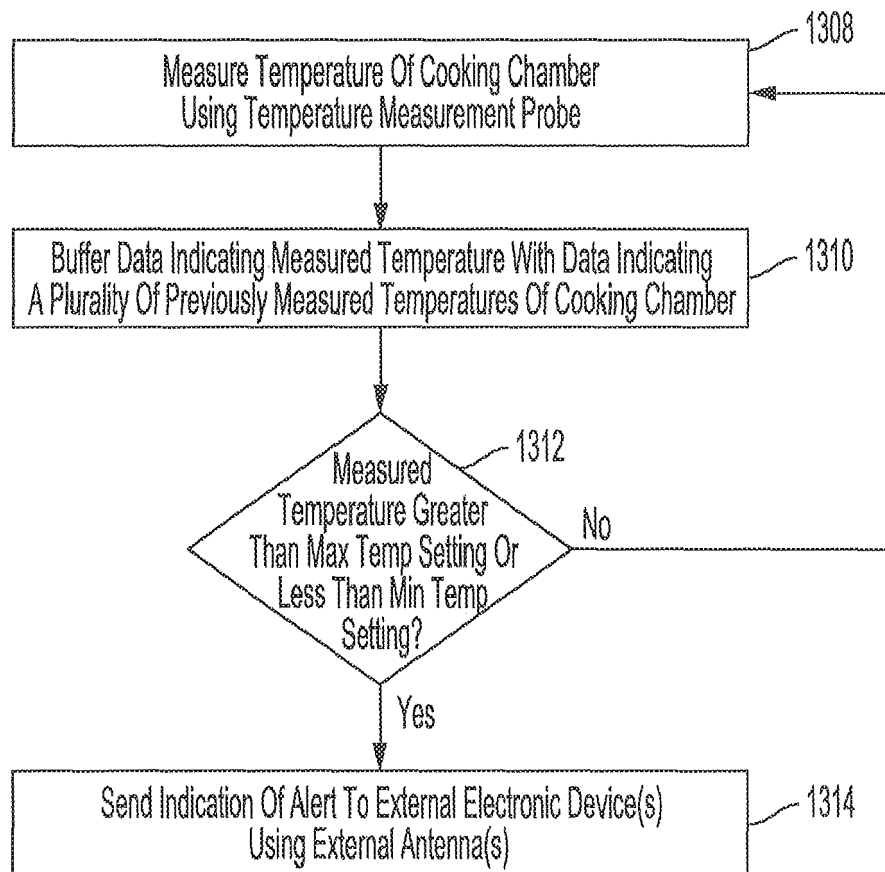 1308
Measure Temperature Of Cooking Chamber
Using Temperature Measurement Probe
Buffer Data Indicating Measured Temperature With Data Indicating
A Plurality Of Previously Measured Temperatures Of Cooking Chamber
1310
1312
Measured
Temperature Greater
Than Max Temp Setting Or
Less Than Min Temp
Setting?
No
Yes
Send Indication Of Alert To External Electronic Device(s)
Using External Antenna(s)
1314